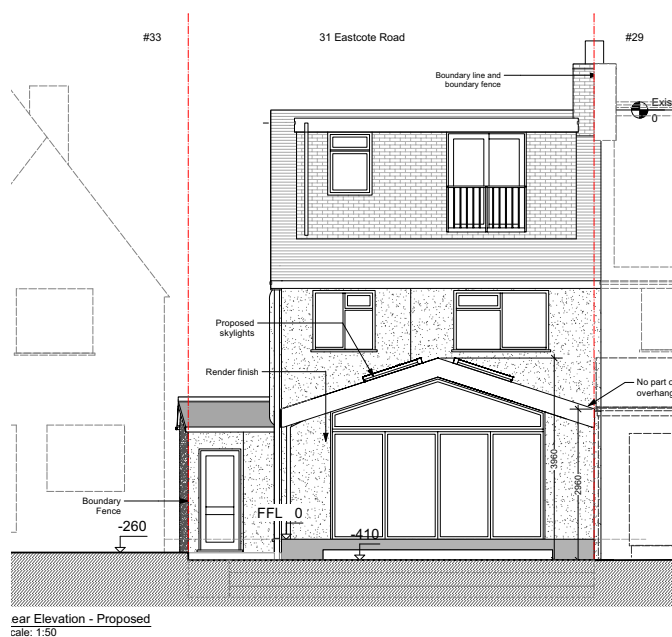 #33
31 Eastcote Road
#29
Boundary line and
boundary fence
Exis
0
Proposed
skylights
Render finish
No part o
overhang
3960
2960
Boundary
Fence
FFL 0
-260
-410
ear Elevation - Proposed
cale: 1:50